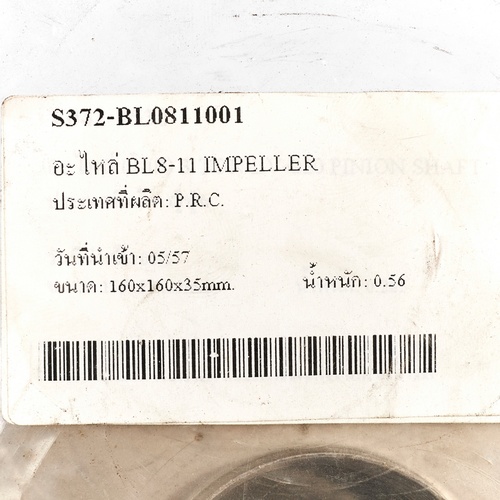 S372-BL0811001
อะไหล่ BL8-11 IMPELLER
PINION SHAFT
ประเทศที่ผลิต: P.R.C.
วันที่นำเข้า: 05/57
ขนาด: 160x160x35mm. น้ำหนัก: 0.56